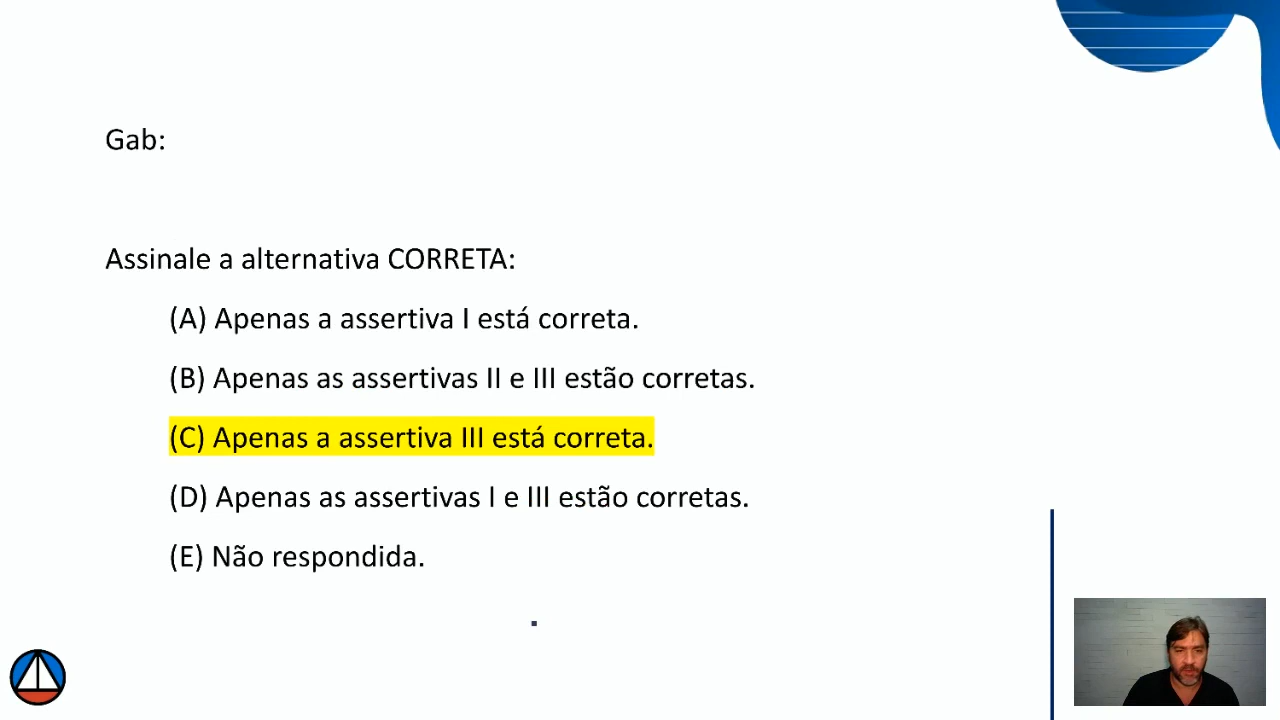 Gab:
Assinale a alternativa CORRETA:
(A) Apenas a assertiva I está correta.
(B) Apenas as assertivas II e III estão corretas.
(C) Apenas a assertiva III está correta.
(D) Apenas as assertivas I e III estão corretas.
(E) Não respondida.